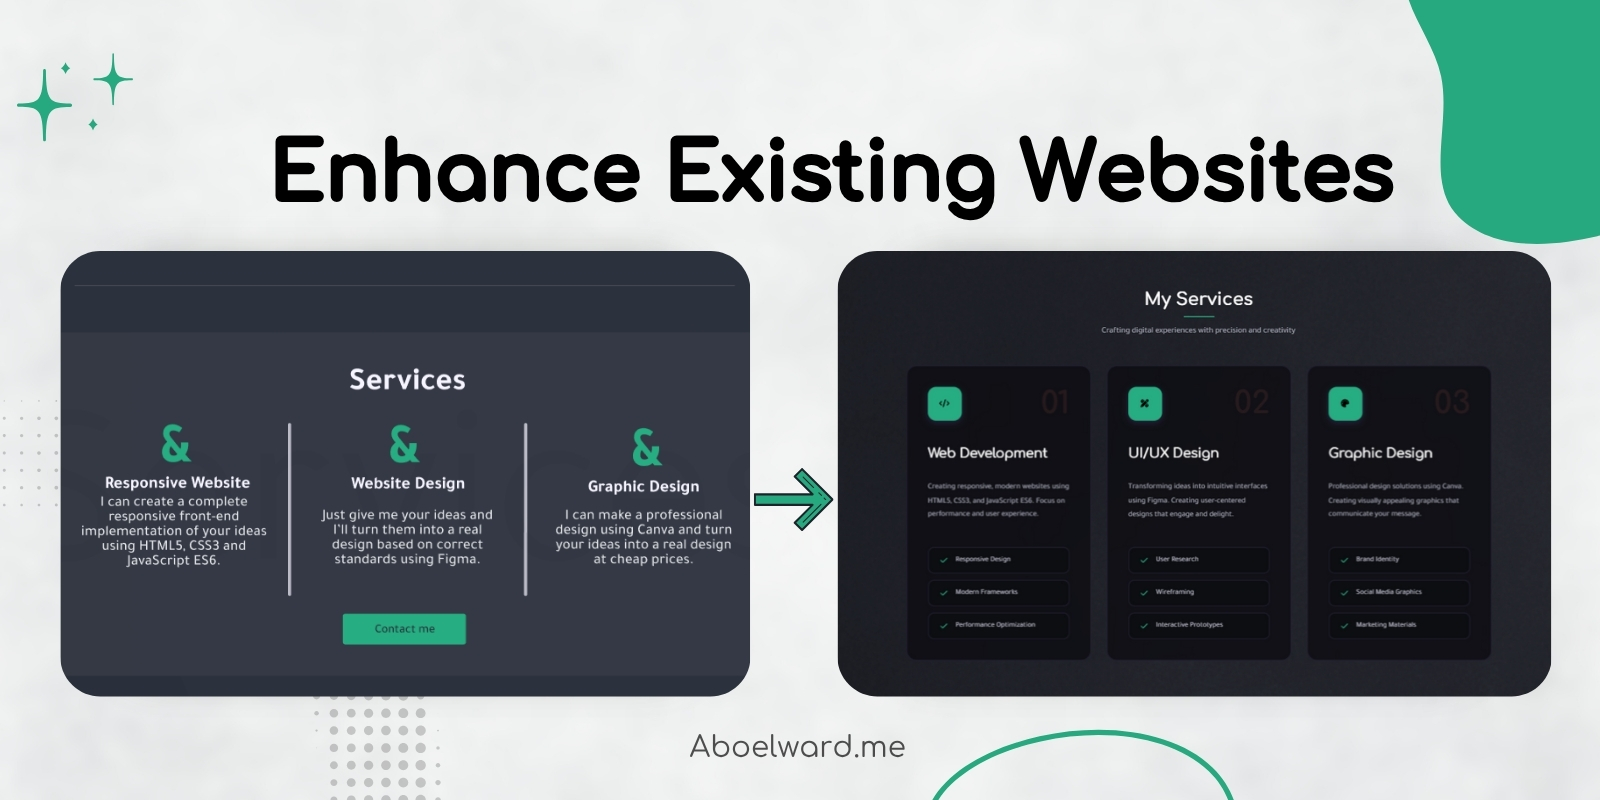 Enhance Existing Websites
Services
&
Responsive Website
I can create a complete
responsive front-end
implementation of your ideas
using HTML5, CSS3 and
JavaScript ES6.
&
Website Design
Just give me your ideas and
I'll turn them into a real
design based on correct
standards using Figma.
&
Graphic Design
I can make a professional
design using Canva and turn
your ideas into a real design
at cheap prices.
Contact me
My Services
Crafting digital experiences with precision and creativity
01
Web Development
Creating responsive, modern websites using
HTML5, CSS3, and JavaScript ES6. Focus on
performance and user experience.
Responsive Design
Modern Frameworks
Performance Optimization
02
UI/UX Design
Transforming ideas into intuitive interfaces
using Figma. Creating user-centered
designs that engage and delight.
User Research
Wireframing
Interactive Prototypes
03
Graphic Design
Professional design solutions using Canva.
Creating visually appealing graphics that
communicate your message.
Brand Identity
Social Media Graphics
Marketing Materials
Aboelward.me